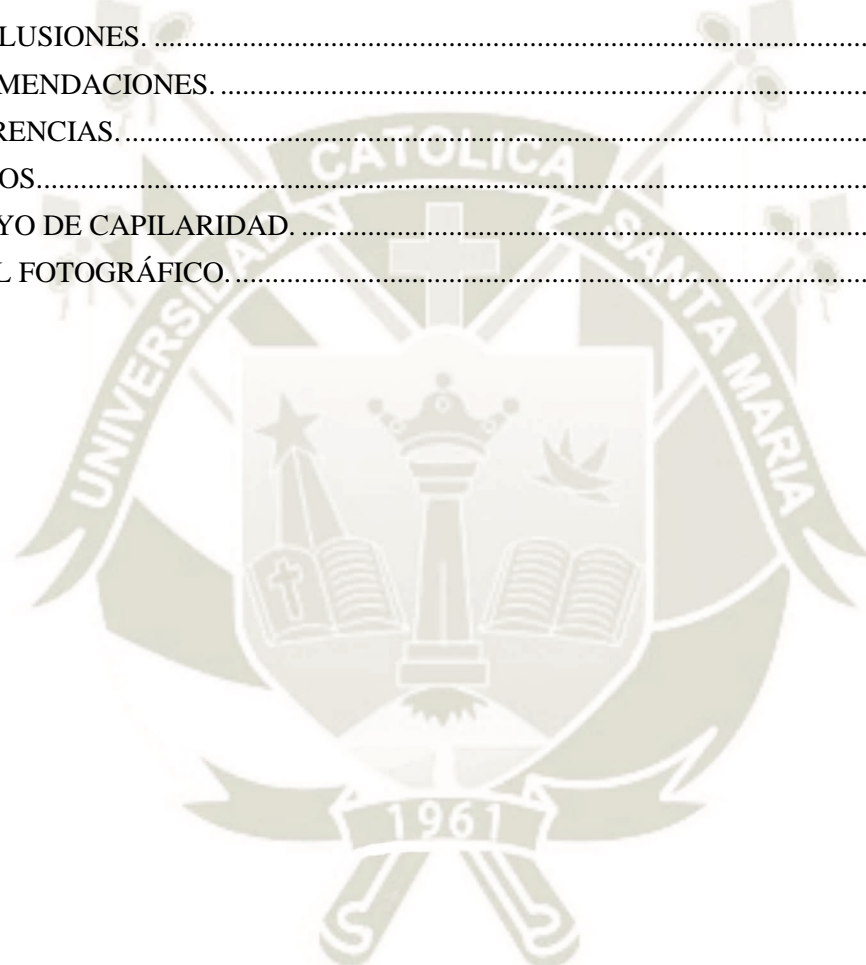 LUSIONES. ........................................................................................................
MENDACIONES. ........................................................................................................
RENCIAS. ........................................................................................................
OS. ........................................................................................................
YO DE CAPILARIDAD. ........................................................................................................
L FOTOGRÁFICO. ........................................................................................................
UNIVERSIDAD CATOLICA SANTA MARIA
1961